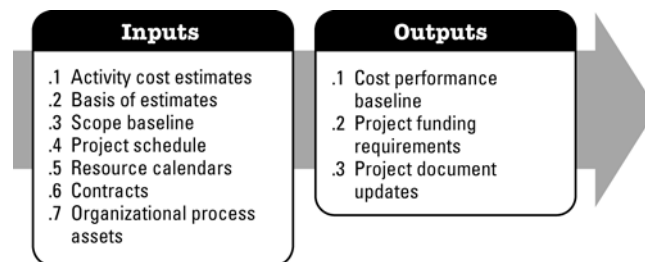 Inputs
.1 Activity cost estimates
.2 Basis of estimates
.3 Scope baseline
.4 Project schedule
.5 Resource calendars
.6 Contracts
.7 Organizational process
assets
Outputs
.1 Cost performance
baseline
.2 Project funding
requirements
.3 Project document
updates